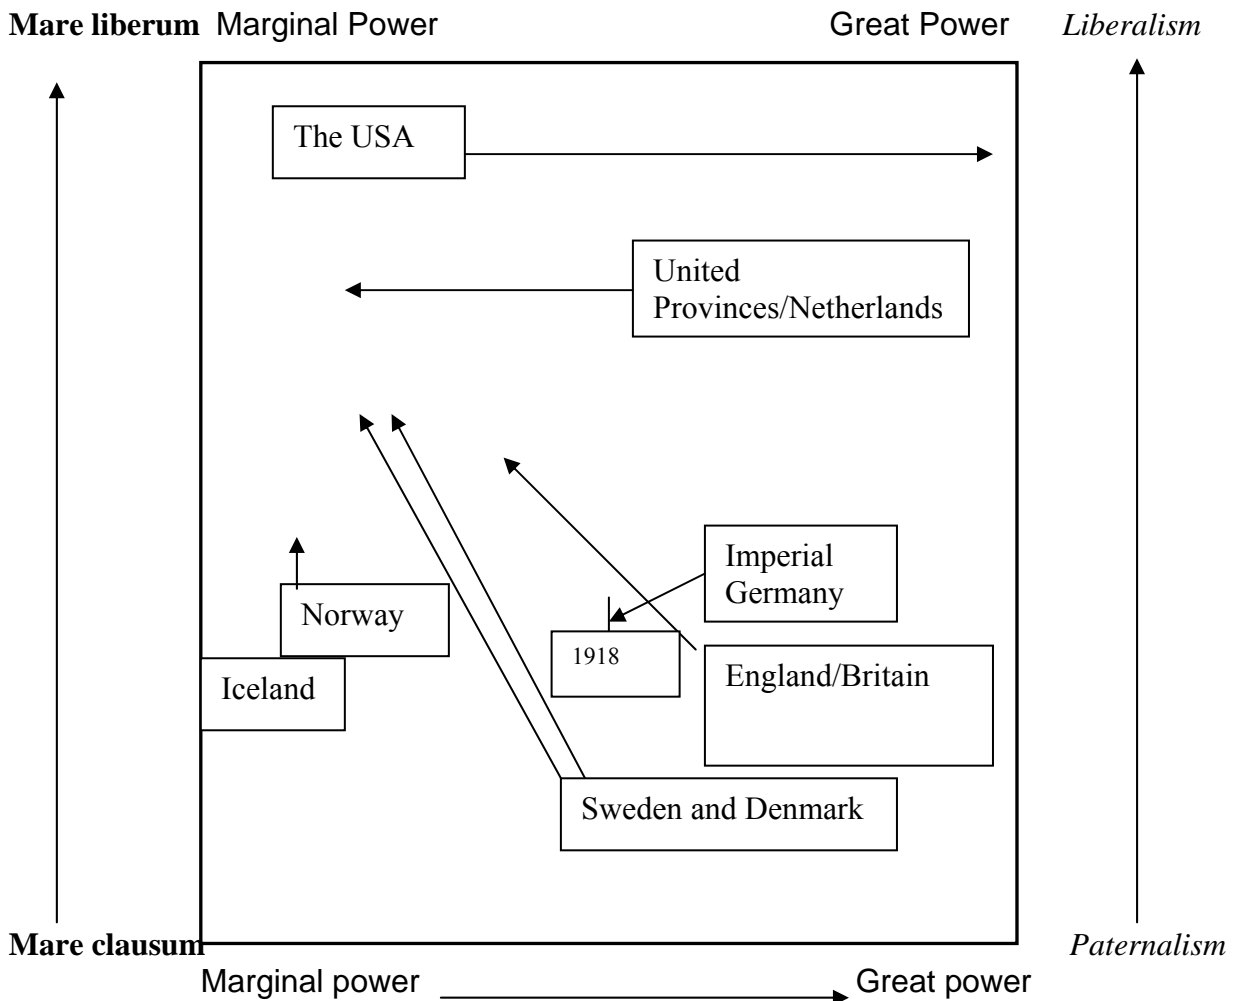 Mare liberum Marginal Power Great Power Liberalism
The USA
United
Provinces/Netherlands
Imperial
Germany
Norway
1918
Iceland
England/Britain
Sweden and Denmark
Mare clausum Paternalism
Marginal power Great power